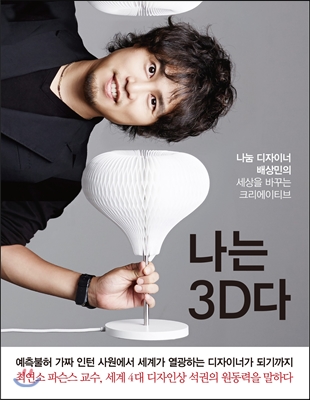 나눔 디자이너
배상민의
세상을 바꾸는
크리에이티브
나는
3D다
예측불허 가짜 인턴 사원에서 세계가 열광하는 디자이너가 되기까지
최연소 파슨스 교수, 세계 4대 디자인상 석권의 원동력을 말하다